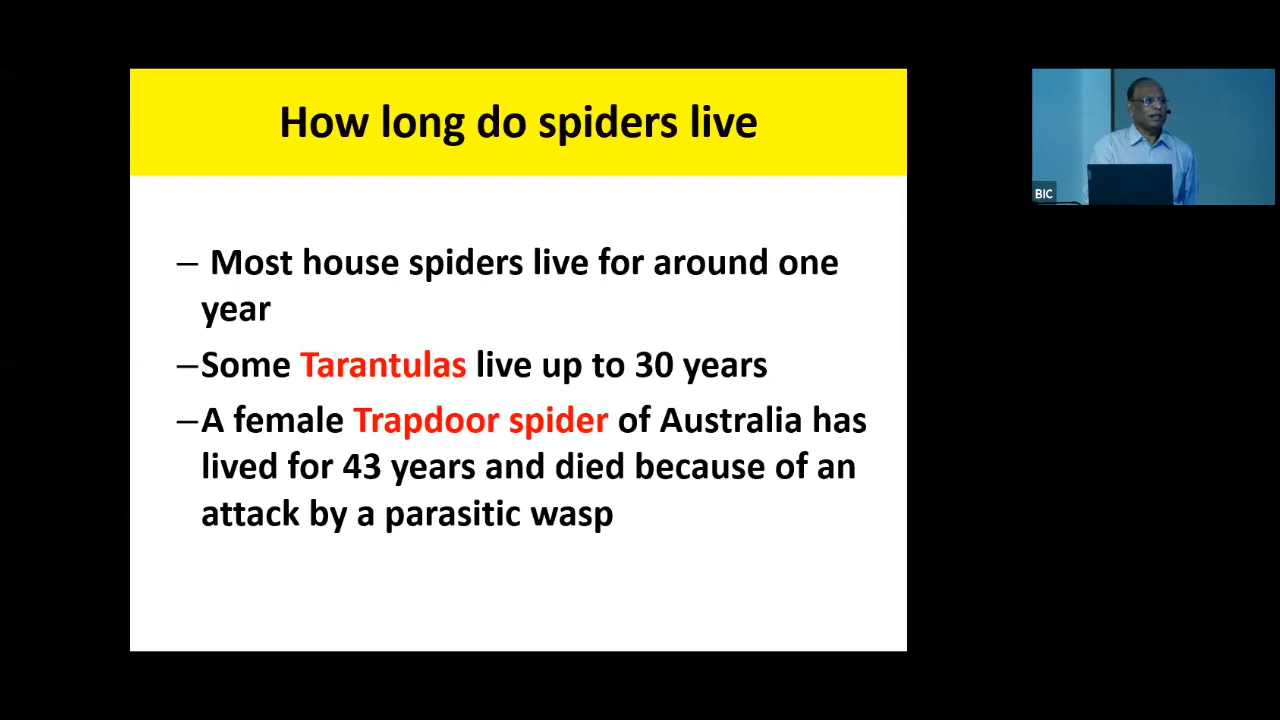 How long do spiders live
– Most house spiders live for around one
year
–Some Tarantulas live up to 30 years
–A female Trapdoor spider of Australia has
lived for 43 years and died because of an
attack by a parasitic wasp
BIC